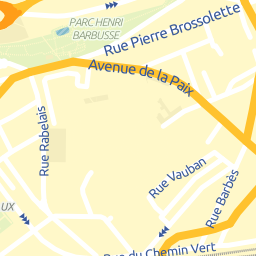 PARC HENRI
BARBUSSE
Rue Pierre Brossolette
Avenue de la Paix
Rue Rabelais
Rue Vauban
Rue Barbès
UX
Rue du Chemin Vert